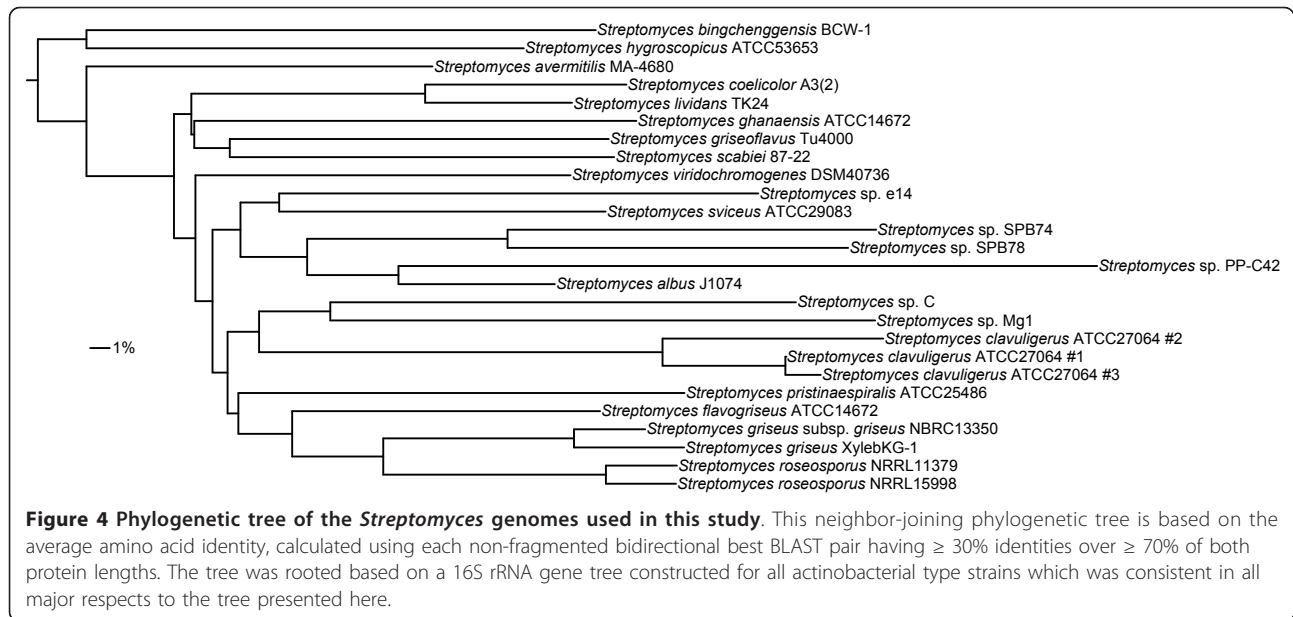 Streptomyces bingchenggensis BCW-1
Streptomyces hygroscopicus ATCC53653
Streptomyces avermitilis MA-4680
Streptomyces coelicolor A3(2)
Streptomyces lividans TK24
Streptomyces ghanaensis ATCC14672
Streptomyces griseoflavus Tu4000
Streptomyces scabiei 87-22
Streptomyces viridochromogenes DSM40736
Streptomyces sp. e14
Streptomyces sviceus ATCC29083
Streptomyces sp. SPB74
Streptomyces sp. SPB78
Streptomyces sp. PP-C42
Streptomyces albus J1074
Streptomyces sp. C
Streptomyces sp. Mg1
Streptomyces clavuligerus ATCC27064 #2
1%
Streptomyces clavuligerus ATCC27064 #1
Streptomyces clavuligerus ATCC27064 #3
Streptomyces pristinaespiralis ATCC25486
Streptomyces flavogriseus ATCC14672
Streptomyces griseus subsp. griseus NBRC13350
Streptomyces griseus XylebKG-1
Streptomyces roseosporus NRRL11379
Streptomyces roseosporus NRRL15998
Figure 4 Phylogenetic tree of the Streptomyces genomes used in this study. This neighbor-joining phylogenetic tree is based on the
average amino acid identity, calculated using each non-fragmented bidirectional best BLAST pair having ≥ 30% identities over ≥ 70% of both
protein lengths. The tree was rooted based on a 16S rRNA gene tree constructed for all actinobacterial type strains which was consistent in all
major respects to the tree presented here.